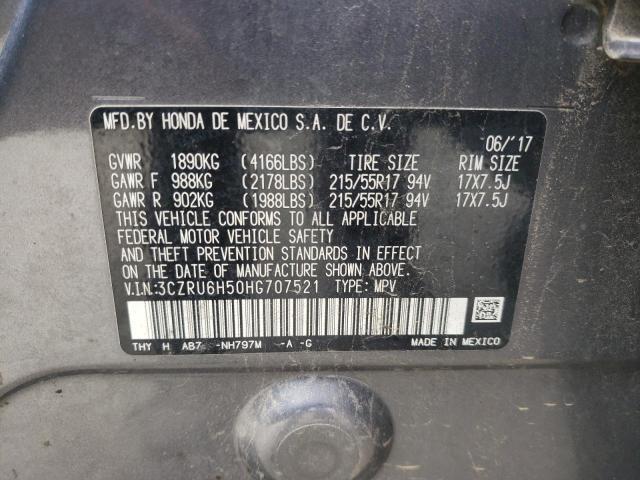 MFD.BY HONDA DE MEXICO S.A. DE C.V.
06/'17
GVWR 1890KG (4166LBS) TIRE SIZE RIM SIZE
GAWR F 988KG (2178LBS) 215/55R17 94V 17X7.5J
GAWR R 902KG (1988LBS) 215/55R17 94V 17X7.5J
THIS VEHICLE CONFORMS TO ALL APPLICABLE
FEDERAL MOTOR VEHICLE SAFETY
AND THEFT PREVENTION STANDARDS IN EFFECT
ON THE DATE OF MANUFACTURE SHOWN ABOVE.
V.I.N:3CZRU6H50HG707521 TYPE: MPV
THY H AB7 -NH797M -A -G MADE IN MEXICO